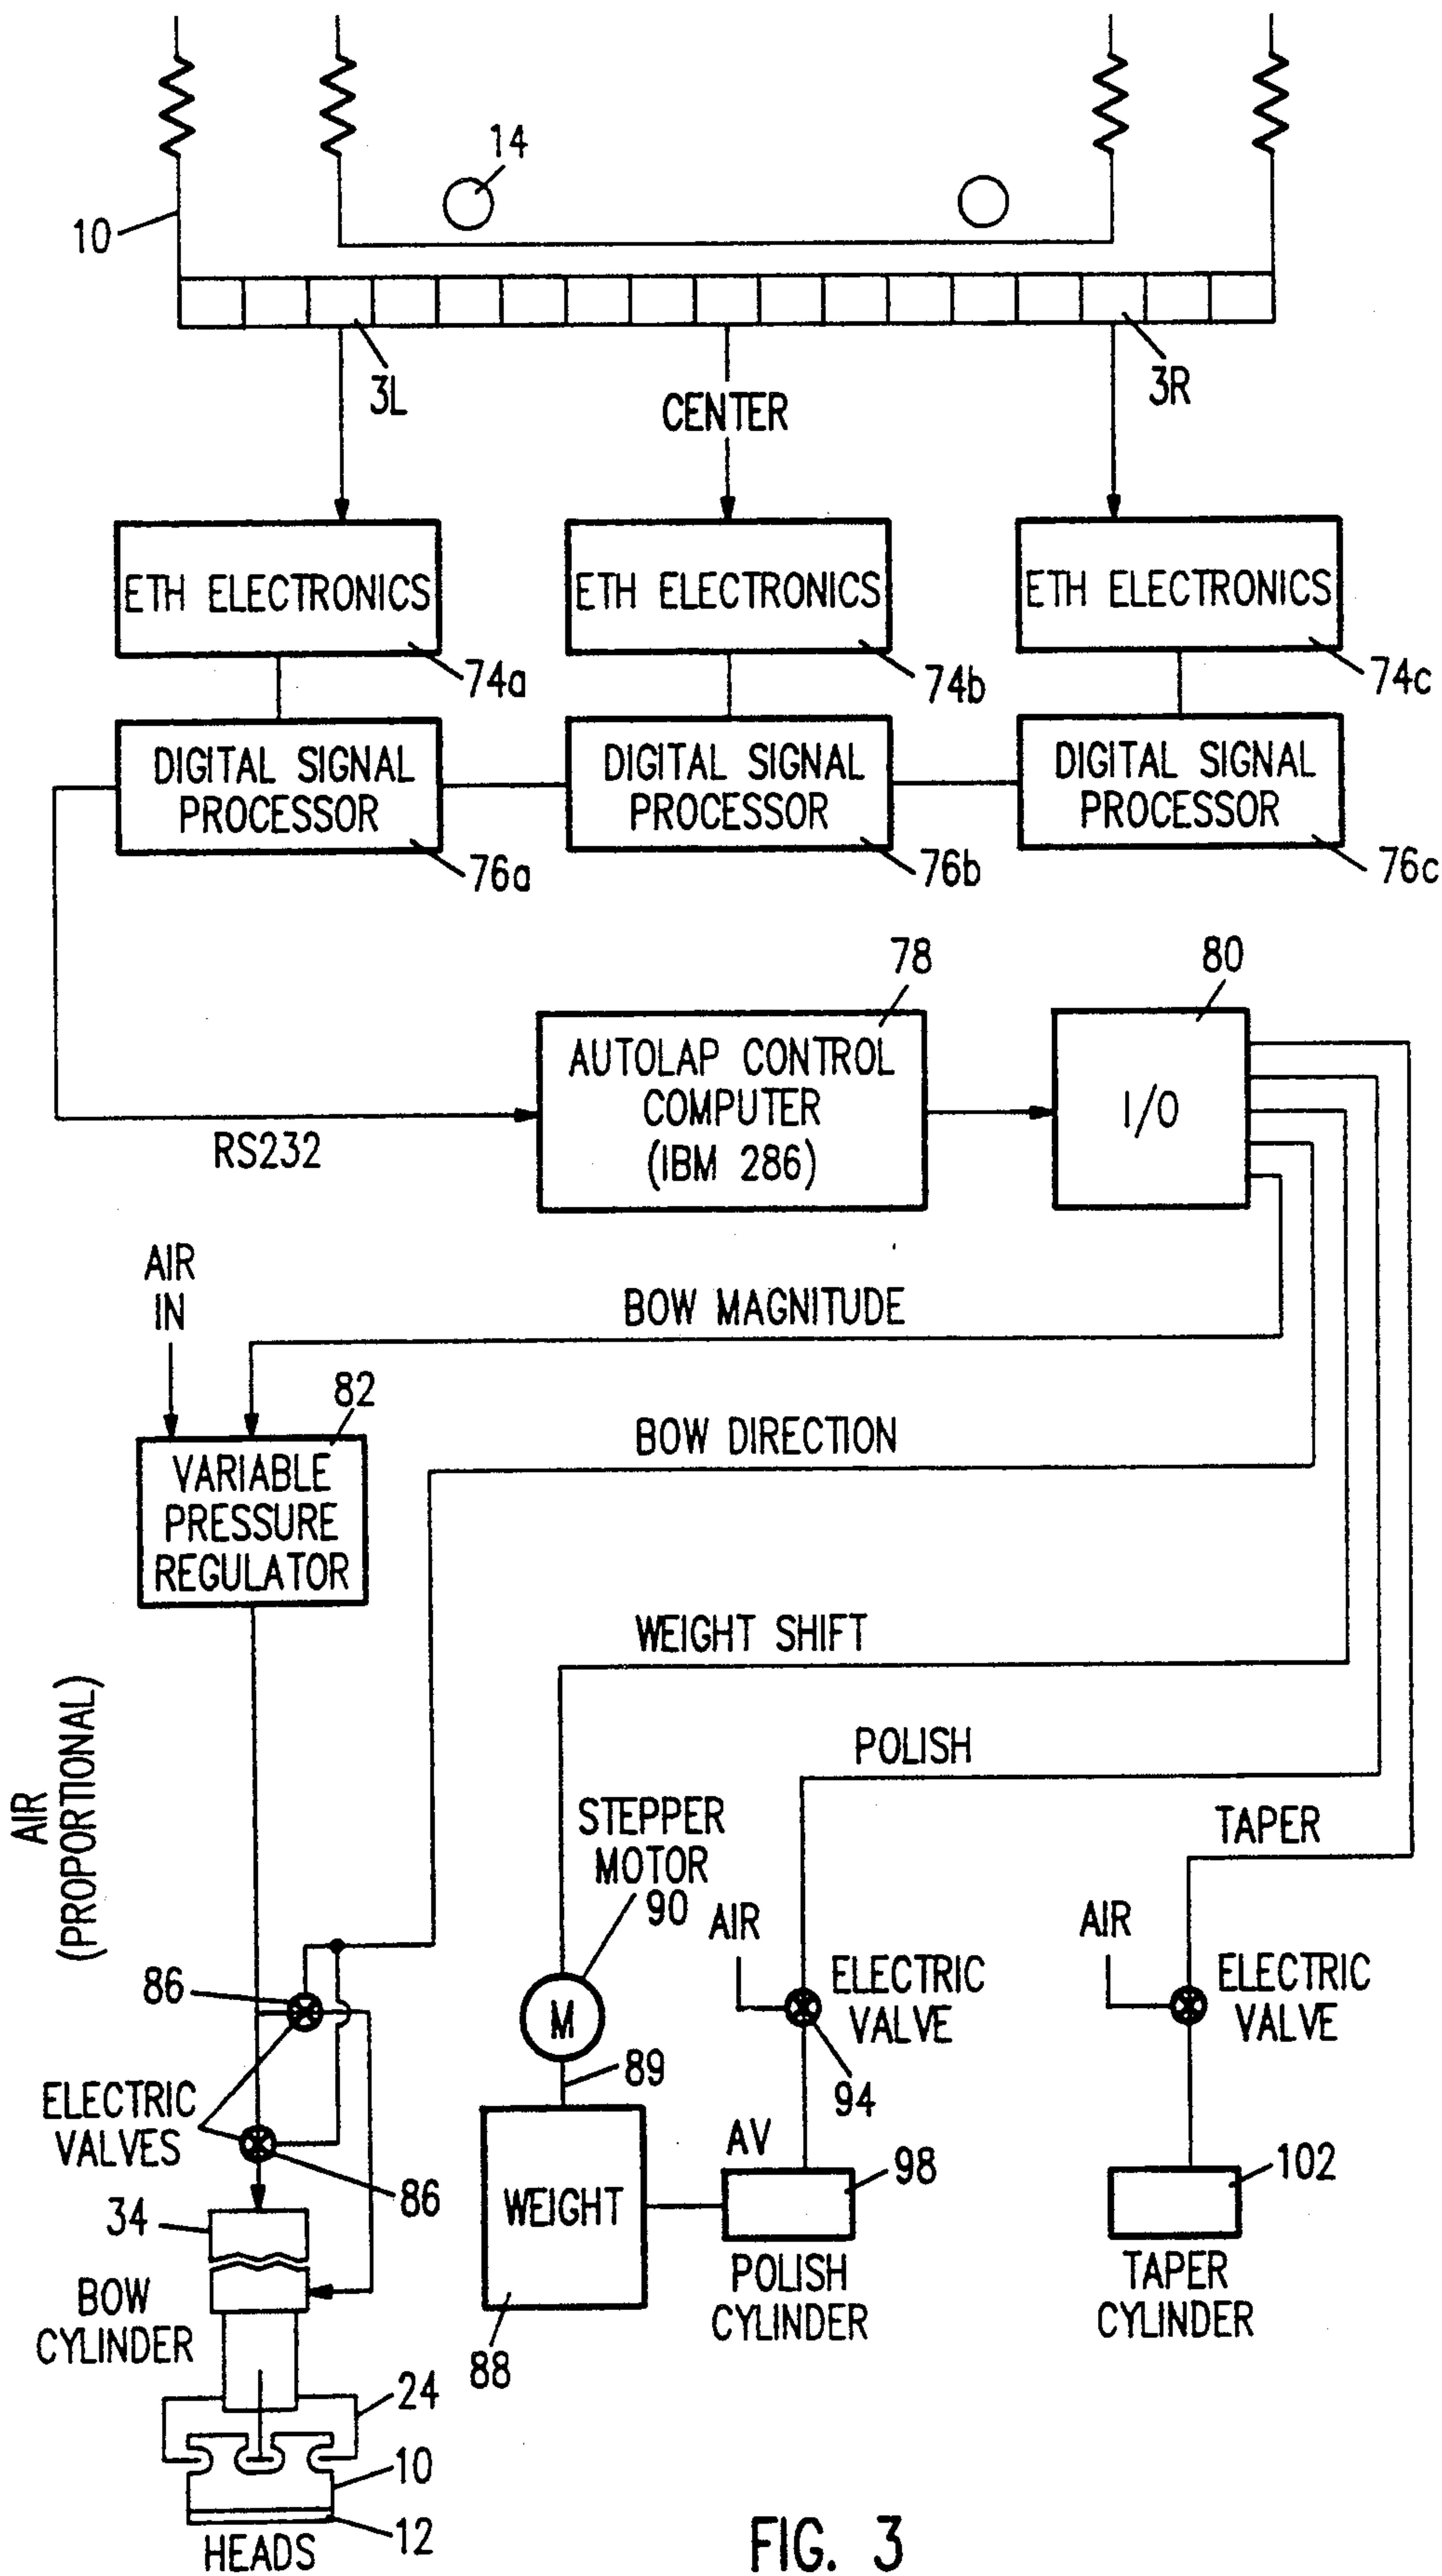 14
10
3L
CENTER
3R
ETH ELECTRONICS
ETH ELECTRONICS
ETH ELECTRONICS
74a
74b
74c
DIGITAL SIGNAL
PROCESSOR
DIGITAL SIGNAL
PROCESSOR
DIGITAL SIGNAL
PROCESSOR
76a
76b
76c
78
80
AUTOLAP CONTROL
COMPUTER
(IBM 286)
I/O
RS232
AIR
IN
BOW MAGNITUDE
82
BOW DIRECTION
VARIABLE
PRESSURE
REGULATOR
WEIGHT SHIFT
AIR
(PROPORTIONAL)
POLISH
STEPPER
MOTOR
90
TAPER
AIR
AIR
86
ELECTRIC
VALVE
ELECTRIC
VALVE
M
89
94
ELECTRIC
VALVES
AV
86
98
102
34
WEIGHT
BOW
CYLINDER
POLISH
CYLINDER
TAPER
CYLINDER
88
24
10
12
HEADS
FIG. 3